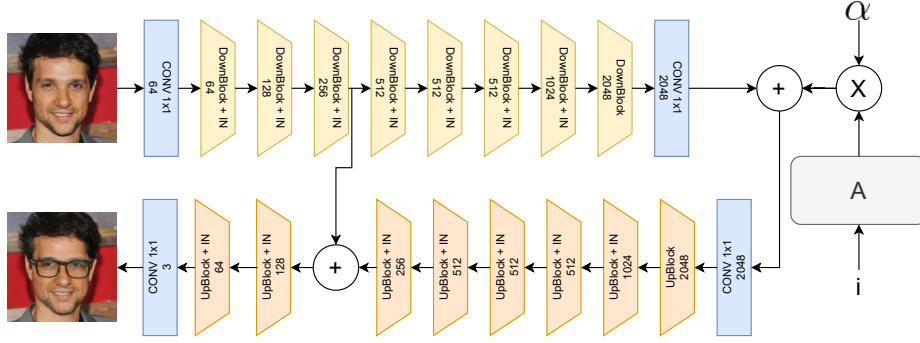 α
CONV 1x1
64
DownBlock + IN
64
DownBlock + IN
128
DownBlock + IN
256
DownBlock + IN
512
DownBlock + IN
512
DownBlock + IN
512
DownBlock + IN
1024
DownBlock
2048
CONV 1x1
2048
+
X
A
i
CONV 1x1
3
UpBlock + IN
64
UpBlock + IN
128
+
UpBlock + IN
256
UpBlock + IN
512
UpBlock + IN
512
UpBlock + IN
512
UpBlock + IN
1024
UpBlock
2048
CONV 1x1
2048